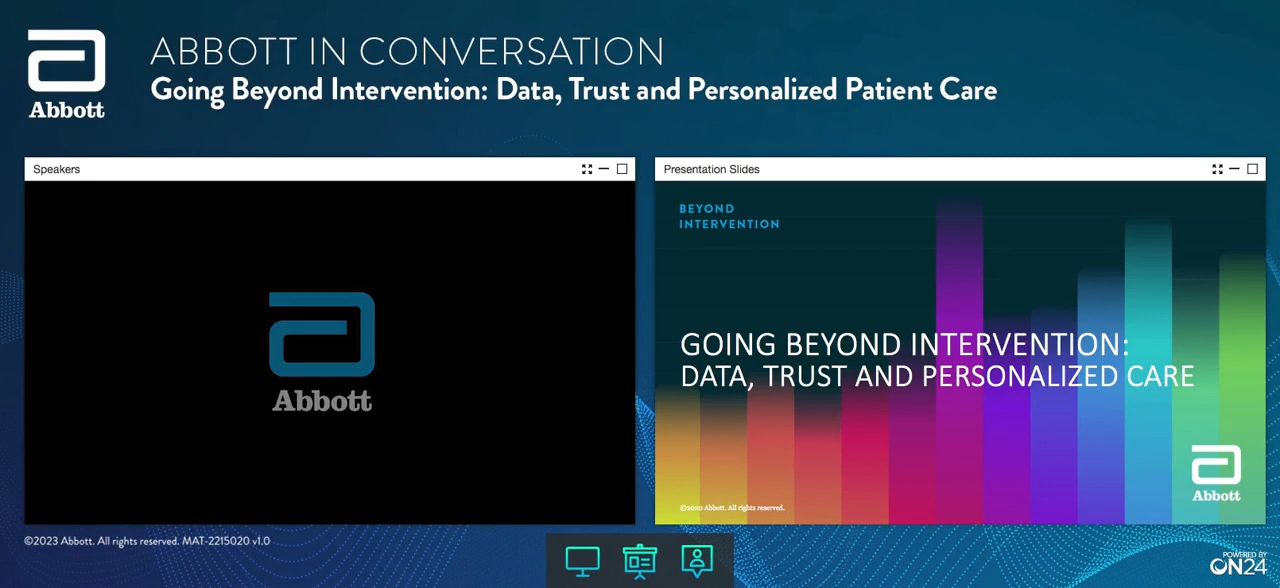 ABBOTT IN CONVERSATION
Going Beyond Intervention: Data, Trust and Personalized Patient Care
Abbott
Speakers
Abbott
Presentation Slides
BEYOND
INTERVENTION
GOING BEYOND INTERVENTION:
DATA, TRUST AND PERSONALIZED CARE
Abbott
©2020 Abbott. All rights reserved.
©2023 Abbott. All rights reserved. MAT-2215020 v1.0
POWERED BY
ON24